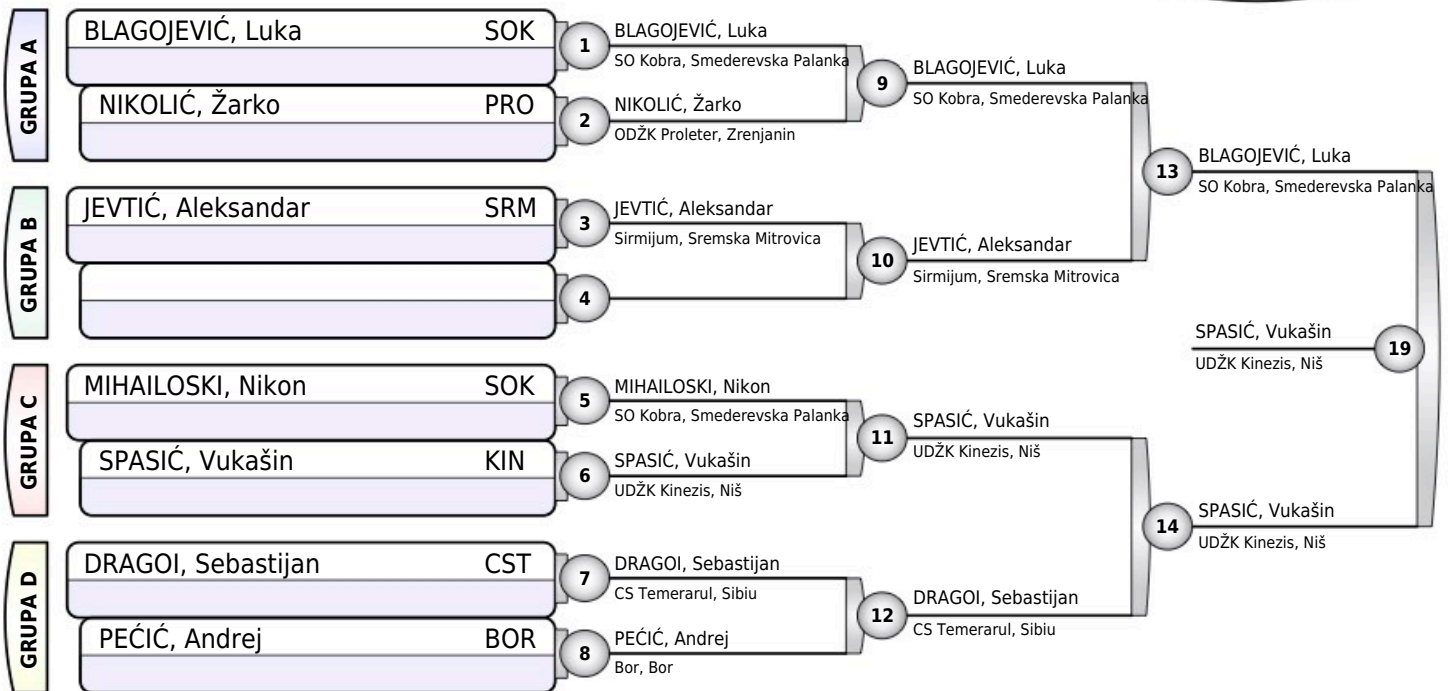 GRUPA A
BLAGOJEVIĆ, Luka SOK
NIKOLIĆ, Žarko PRO
GRUPA B
JEVTIĆ, Aleksandar SRM
GRUPA C
MIHAILOSKI, Nikon SOK
SPASIĆ, Vukašin KIN
GRUPA D
DRAGOI, Sebastijan CST
PEĆIĆ, Andrej BOR
1
BLAGOJEVIĆ, Luka
SO Kobra, Smederevska Palanka
2
NIKOLIĆ, Žarko
ODŽK Proleter, Zrenjanin
3
JEVTIĆ, Aleksandar
Sirmijum, Sremska Mitrovica
4
5
MIHAILOSKI, Nikon
SO Kobra, Smederevska Palanka
6
SPASIĆ, Vukašin
UDŽK Kinezis, Niš
7
DRAGOI, Sebastijan
CS Temerarul, Sibiu
8
PEĆIĆ, Andrej
Bor, Bor
9
BLAGOJEVIĆ, Luka
SO Kobra, Smederevska Palanka
10
JEVTIĆ, Aleksandar
Sirmijum, Sremska Mitrovica
11
SPASIĆ, Vukašin
UDŽK Kinezis, Niš
12
DRAGOI, Sebastijan
CS Temerarul, Sibiu
13
BLAGOJEVIĆ, Luka
SO Kobra, Smederevska Palanka
14
SPASIĆ, Vukašin
UDŽK Kinezis, Niš
SPASIĆ, Vukašin
UDŽK Kinezis, Niš
19